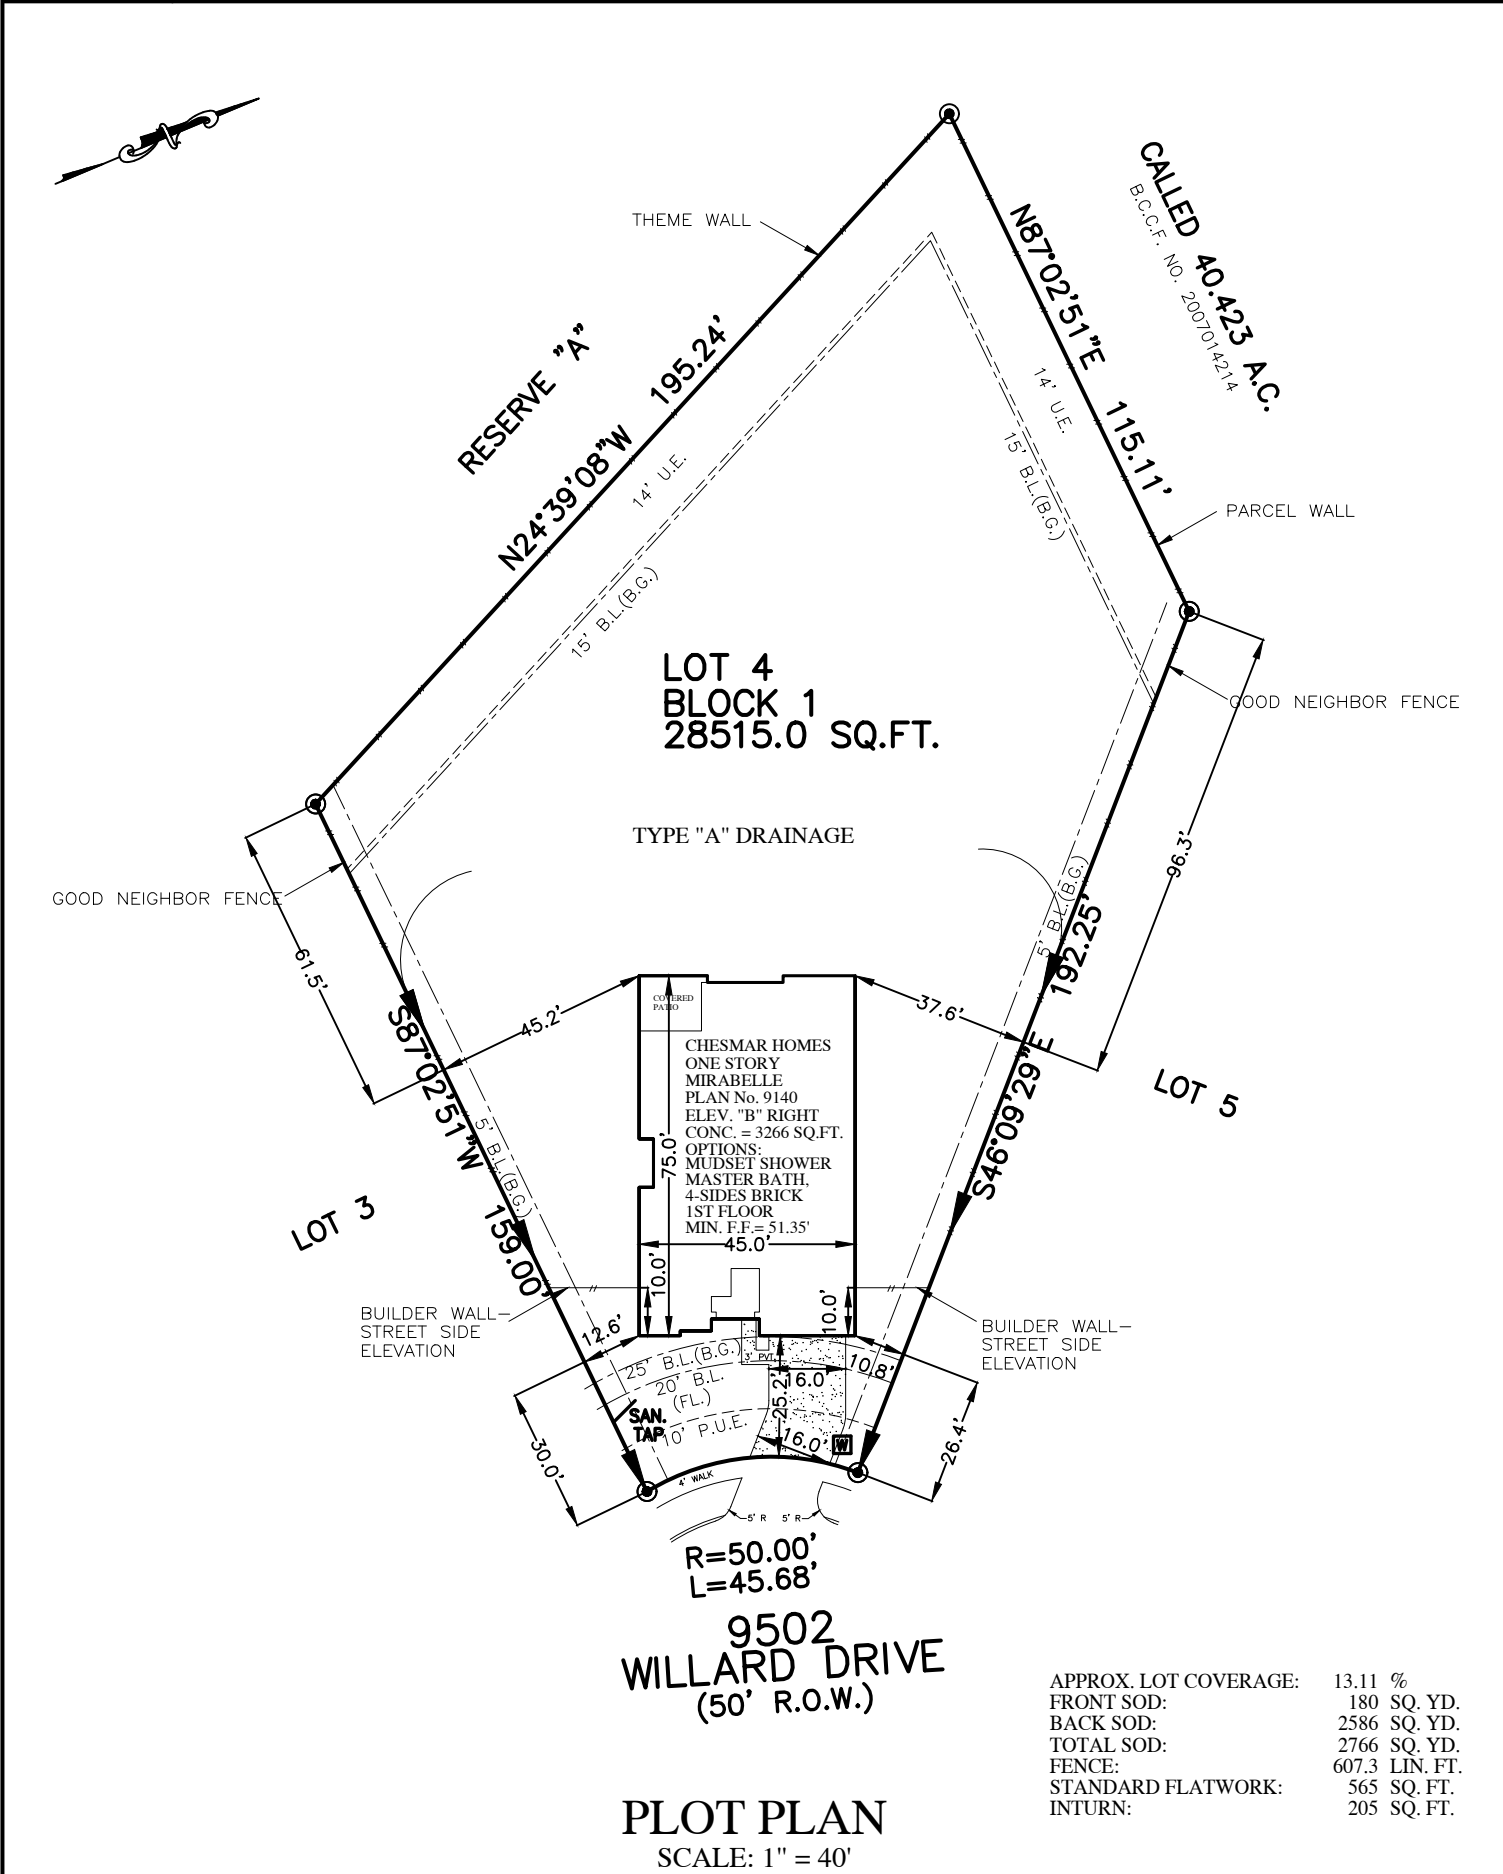 CALLED 40.423 A.C.
B.C.C.F. NO. 2007014214
THEME WALL
N87°02'51"E 115.11'
RESERVE "A"
N24°39'08"W 195.24'
14' U.E.
14' U.E.
15' B.L.(B.G.)
15' B.L.(B.G.)
PARCEL WALL
LOT 4
BLOCK 1
28515.0 SQ.FT.
GOOD NEIGHBOR FENCE
TYPE "A" DRAINAGE
96.3'
GOOD NEIGHBOR FENCE
5' B.L.(B.G.)
61.5'
45.2'
37.6'
S46°09'29"E 192.25'
COVERED
PATIO
CHESMAR HOMES
ONE STORY
MIRABELLE
PLAN No. 9140
ELEV. "B" RIGHT
CONC. = 3266 SQ.FT.
OPTIONS:
MUDSET SHOWER
MASTER BATH,
4-SIDES BRICK
1ST FLOOR
MIN. F.F.= 51.35'
75.0'
45.0'
S87°02'51"W 159.00'
5' B.L.(B.G.)
LOT 5
LOT 3
10.0'
10.0'
BUILDER WALL-
STREET SIDE
ELEVATION
BUILDER WALL-
STREET SIDE
ELEVATION
12.6'
10.8'
25' B.L.(B.G.)
3' PVT.
20' B.L.
(FL.)
16.0'
25.2'
SAN.
TAP
10' P.U.E.
16.0'
W
30.0'
26.4'
4' WALK
5' R
5' R
R=50.00'
L=45.68'
9502
WILLARD DRIVE
(50' R.O.W.)
APPROX. LOT COVERAGE: 13.11 %
FRONT SOD: 180 SQ. YD.
BACK SOD: 2586 SQ. YD.
TOTAL SOD: 2766 SQ. YD.
FENCE: 607.3 LIN. FT.
STANDARD FLATWORK: 565 SQ. FT.
INTURN: 205 SQ. FT.
PLOT PLAN
SCALE: 1" = 40'